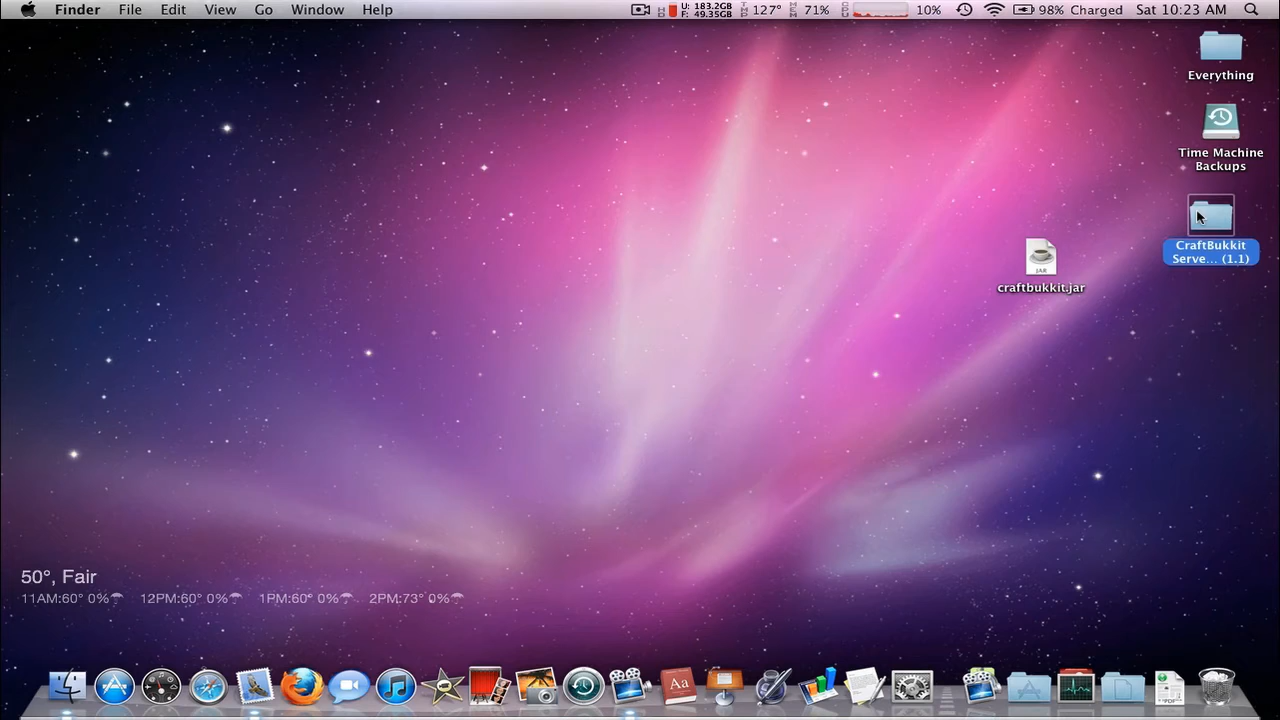 Finder File Edit View Go Window Help
U: 183.2GB
F: 49.35GB
127° 71% 10% 98% Charged Sat 10:23 AM
Everything
Time Machine
Backups
CraftBukkit
Serve... (1.1)
JAR
craftbukkit.jar
50°, Fair
11AM:60° 0% 12PM:60° 0% 1PM:60° 0% 2PM:73° 0%
Aa
PDF